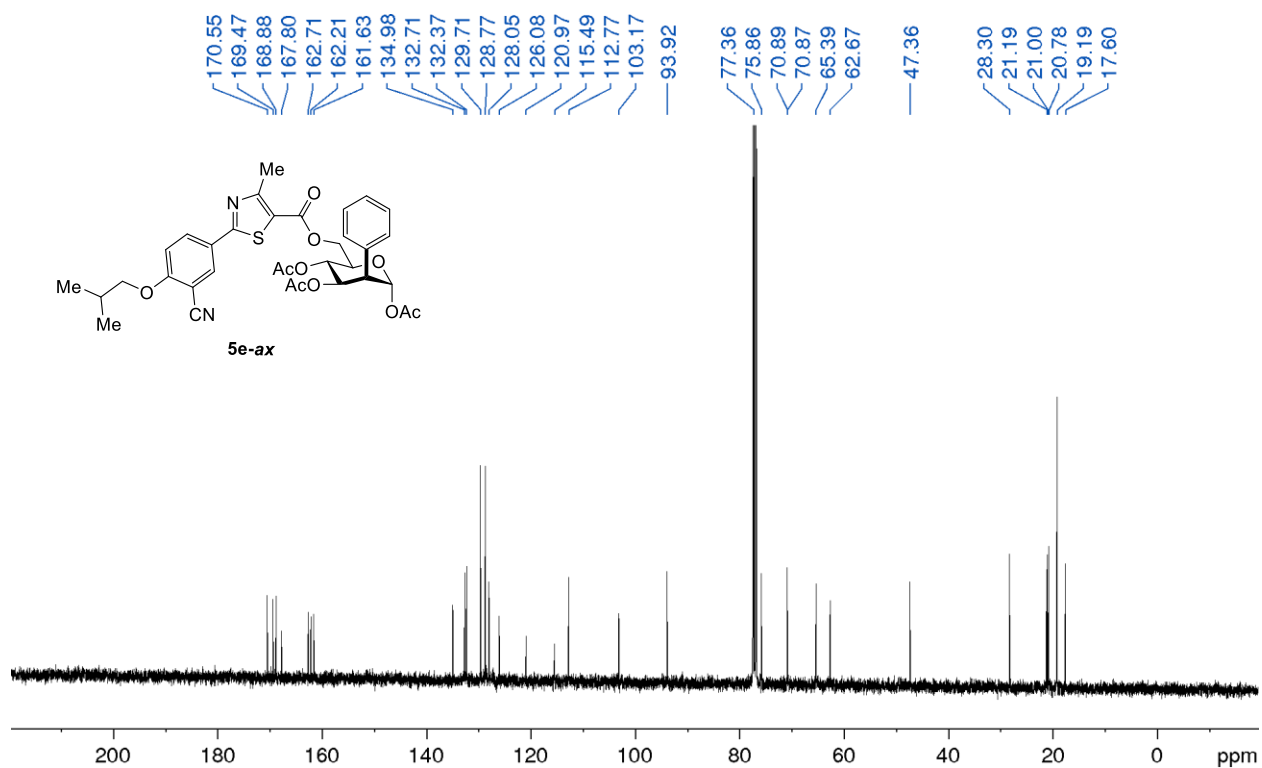 170.55
169.47
168.88
167.80
162.71
162.21
161.63
134.98
132.71
132.37
129.71
128.77
128.05
126.08
120.97
115.49
112.77
103.17
93.92
77.36
75.86
70.89
70.87
65.39
62.67
47.36
28.30
21.19
21.00
20.78
19.19
17.60
Me
N
O
S
O
O
AcO
AcO
OAc
Me
O
Me
CN
5e-ax
200 180 160 140 120 100 80 60 40 20 0 ppm